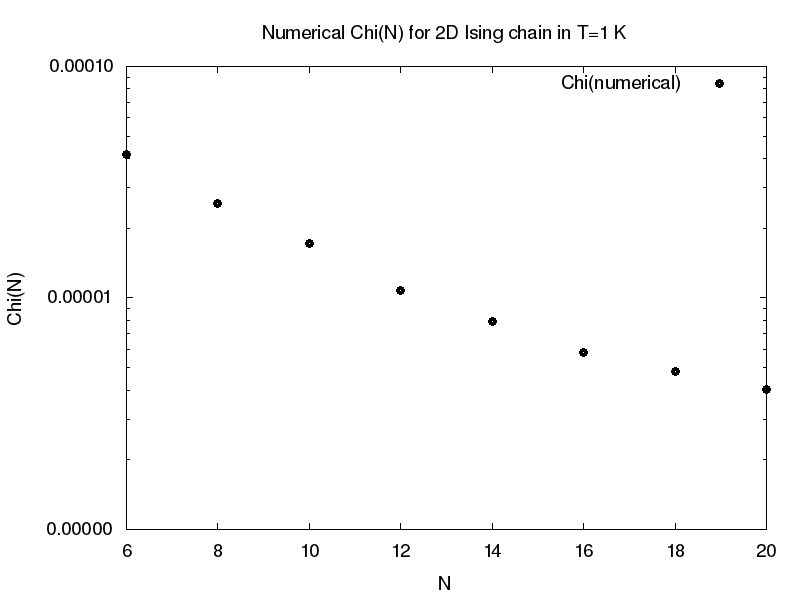 Numerical Chi(N) for 2D Ising chain in T=1 K
0.00010
Chi(numerical)
Chi(N)
0.00001
0.00000
6 8 10 12 14 16 18 20
N